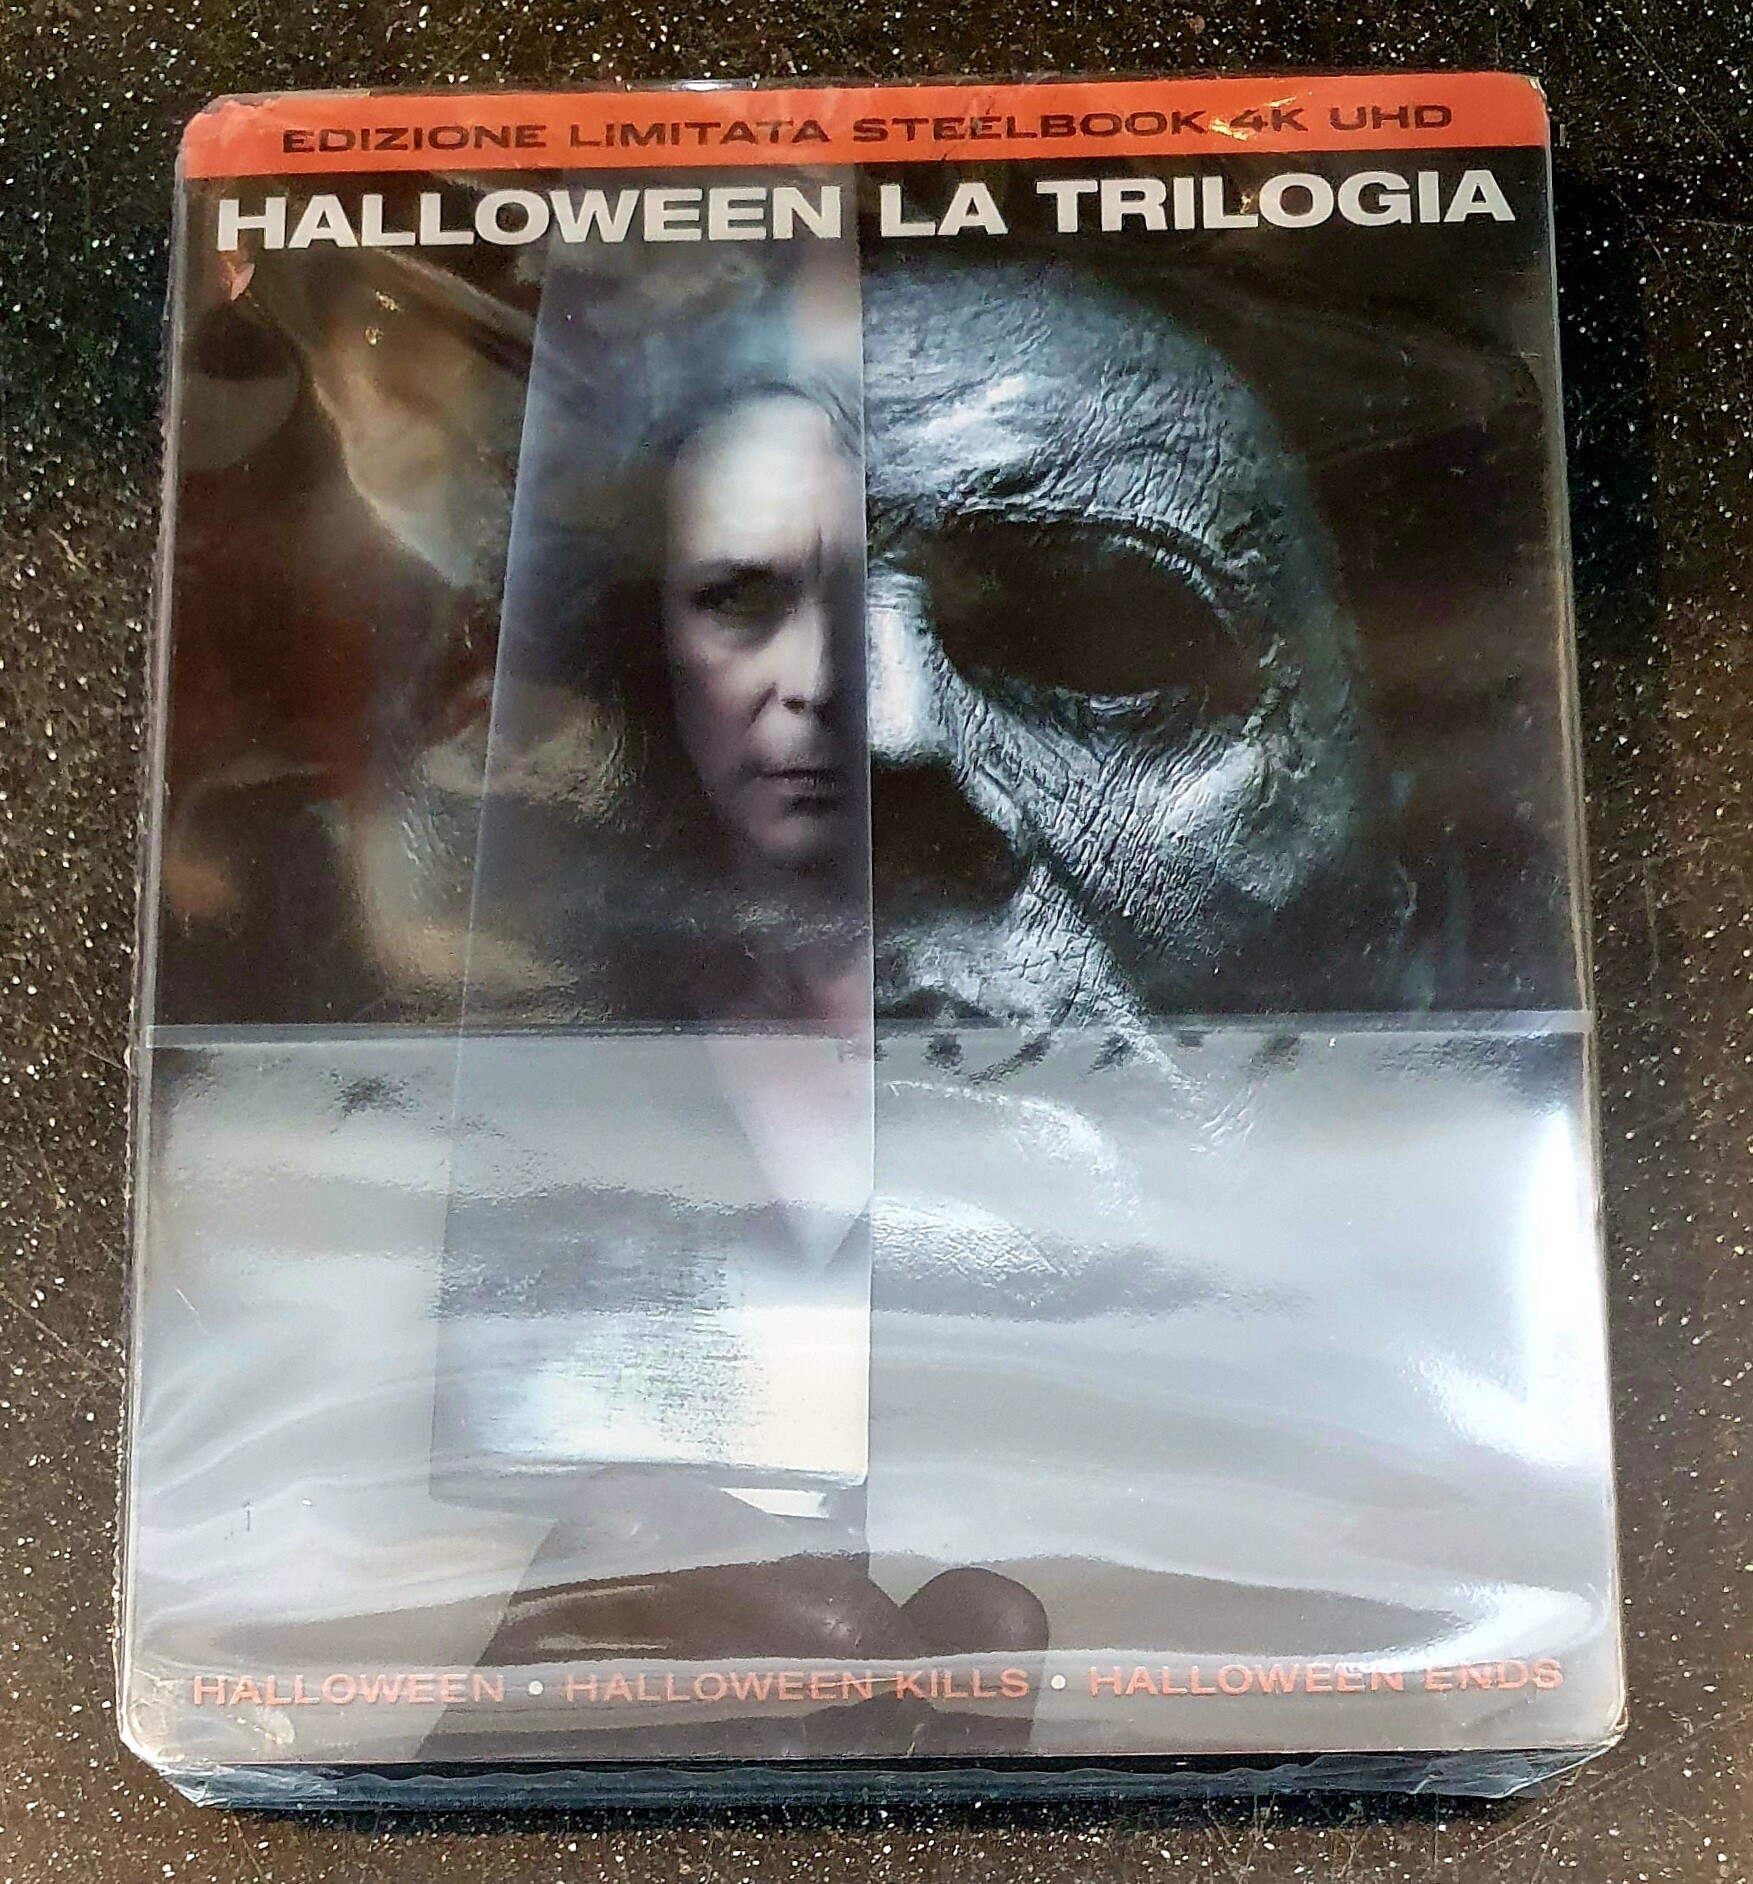 EDIZIONE LIMITATA STEELBOOK 4K UHD
HALLOWEEN LA TRILOGIA
HALLOWEEN • HALLOWEEN KILLS • HALLOWEEN ENDS